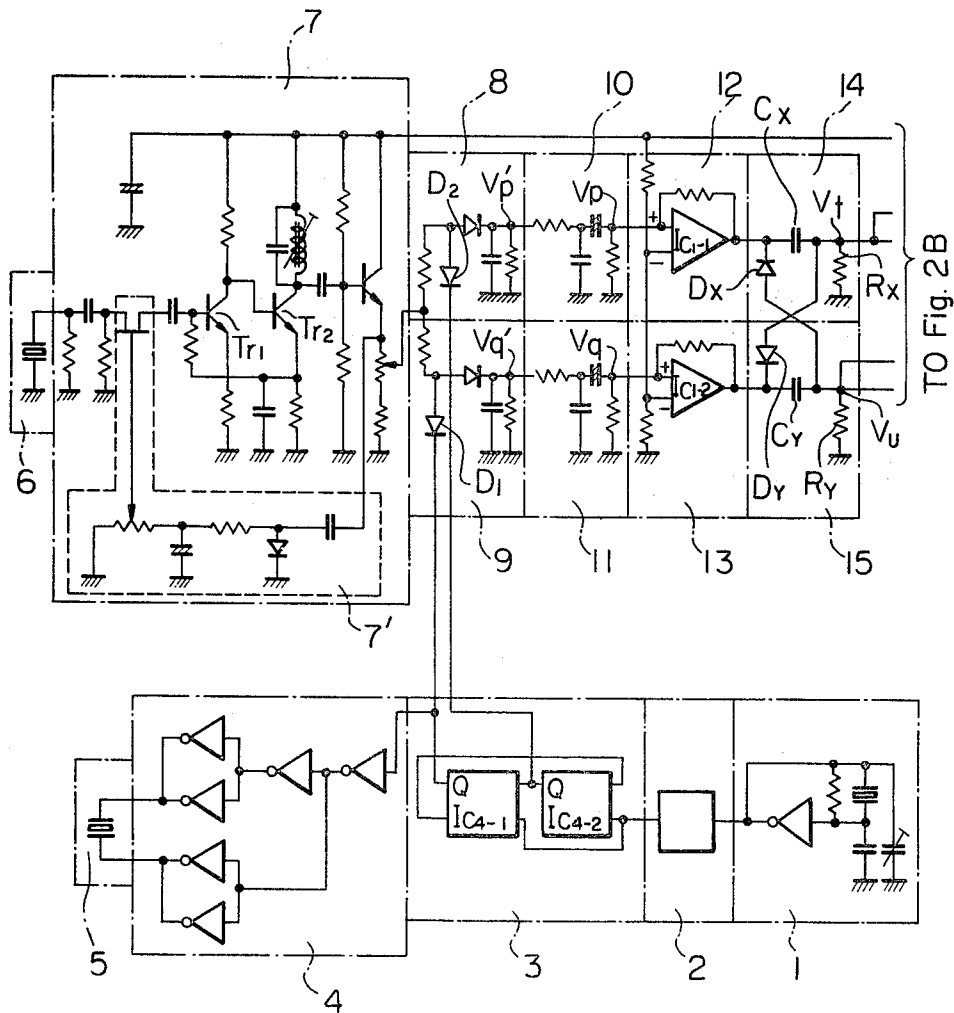 7
8
10
12
14
CX
D2
Vp'
Vp
Vt
+
IC1-1
−
DX
RX
Tr1
Tr2
Vq'
Vq
+
IC1-2
−
CY
VU
D1
DY
RY
6
9
11
13
15
7'
TO Fig. 2B
Q
IC4-1
Q
IC4-2
5
4
3
2
1